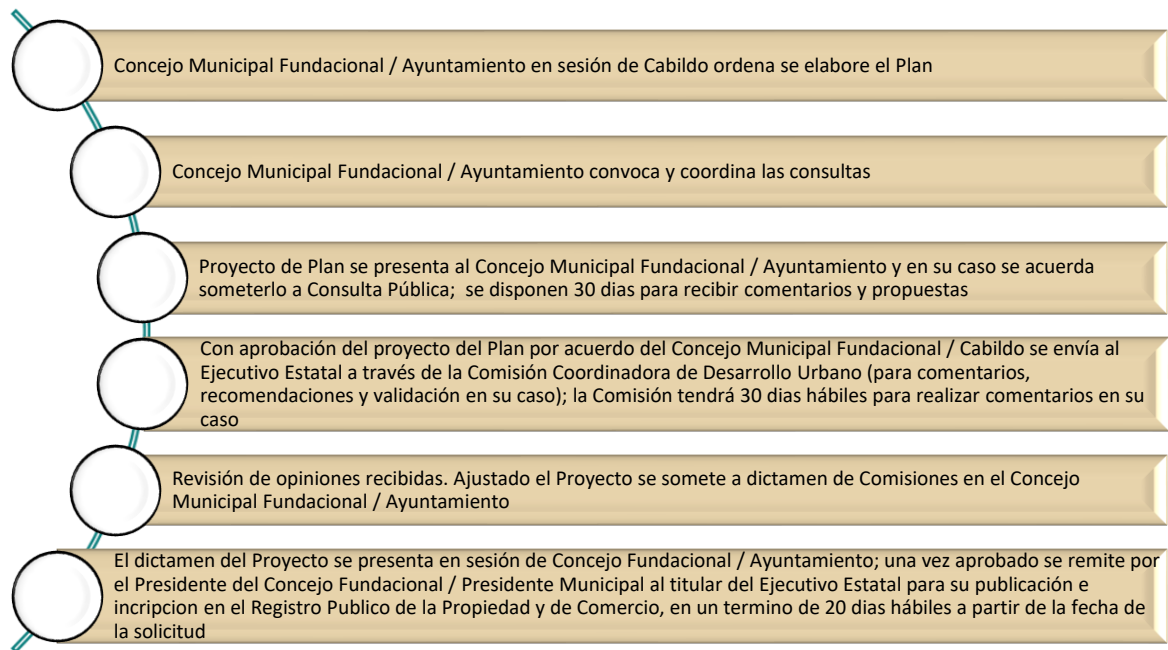 Concejo Municipal Fundacional / Ayuntamiento en sesión de Cabildo ordena se elabore el Plan
Concejo Municipal Fundacional / Ayuntamiento convoca y coordina las consultas
Proyecto de Plan se presenta al Concejo Municipal Fundacional / Ayuntamiento y en su caso se acuerda
someterlo a Consulta Pública;  se disponen 30 dias para recibir comentarios y propuestas
Con aprobación del proyecto del Plan por acuerdo del Concejo Municipal Fundacional / Cabildo se envía al
Ejecutivo Estatal a través de la Comisión Coordinadora de Desarrollo Urbano (para comentarios,
recomendaciones y validación en su caso); la Comisión tendrá 30 dias hábiles para realizar comentarios en su
caso
Revisión de opiniones recibidas. Ajustado el Proyecto se somete a dictamen de Comisiones en el Concejo
Municipal Fundacional / Ayuntamiento
El dictamen del Proyecto se presenta en sesión de Concejo Fundacional / Ayuntamiento; una vez aprobado se remite por
el Presidente del Concejo Fundacional / Presidente Municipal al titular del Ejecutivo Estatal para su publicación e
incripcion en el Registro Publico de la Propiedad y de Comercio, en un termino de 20 dias hábiles a partir de la fecha de
la solicitud